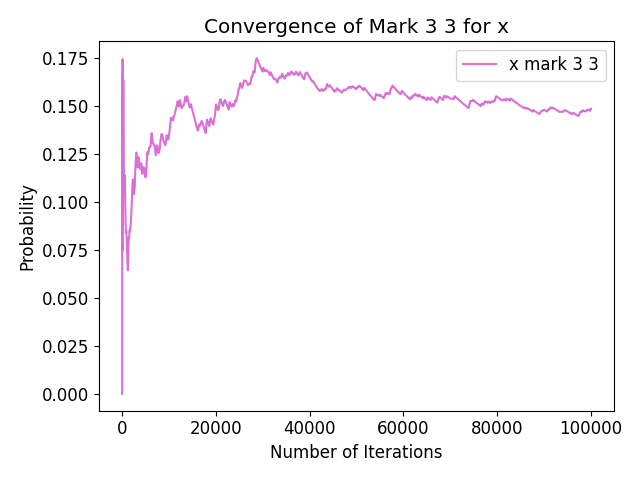 Convergence of Mark 3 3 for x
x mark 3 3
Probability
0.175
0.150
0.125
0.100
0.075
0.050
0.025
0.000
0 20000 40000 60000 80000 100000
Number of Iterations